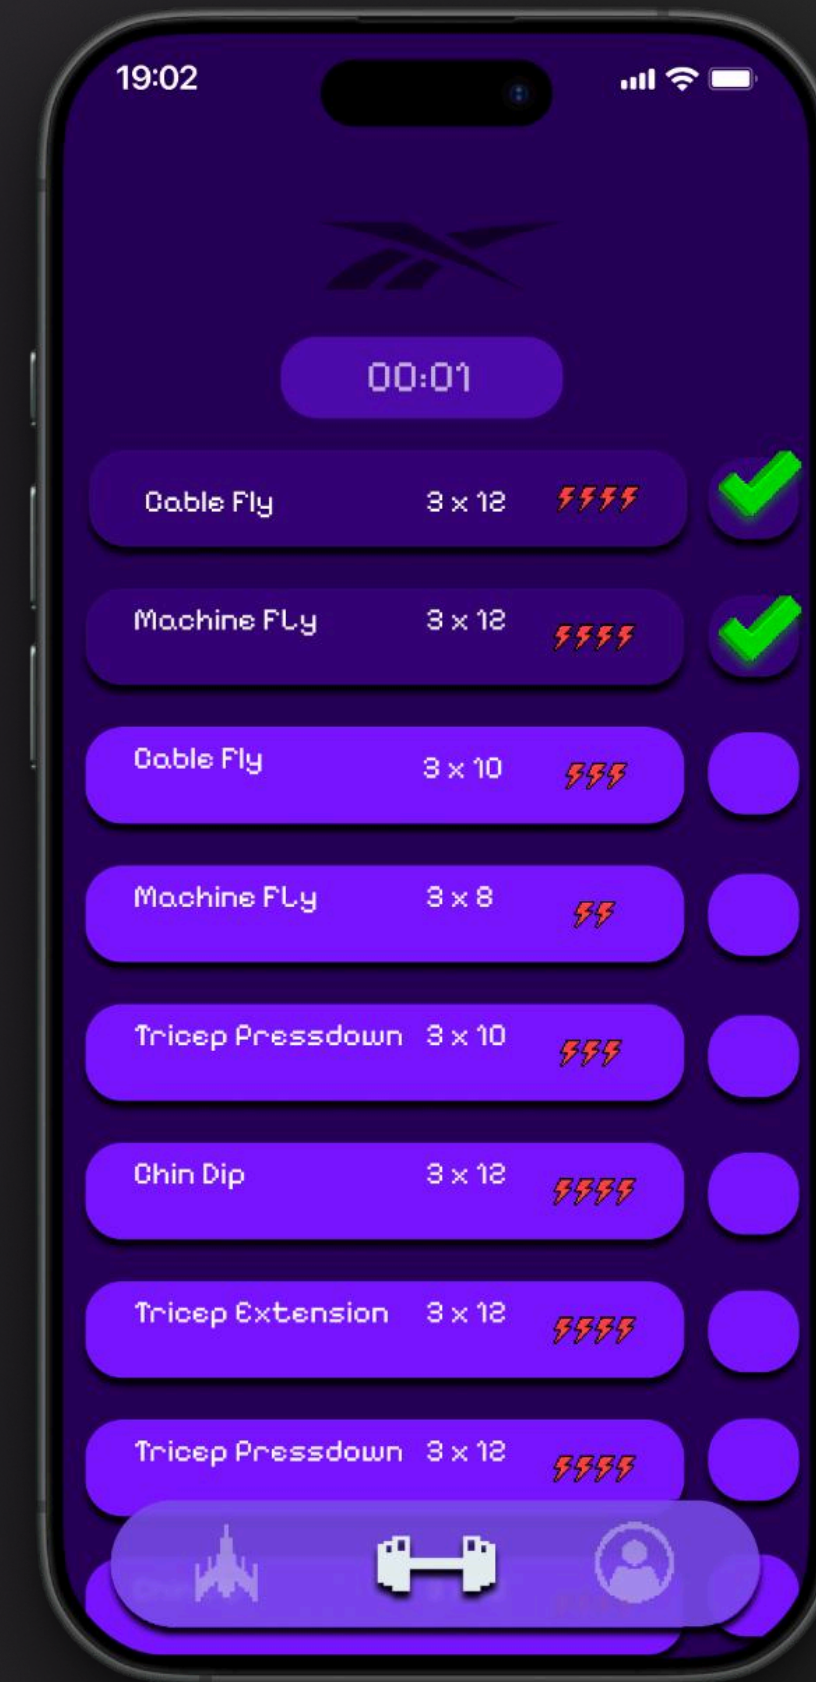 19:02
00:01
Cable Fly 3 x 12
Machine Fly 3 x 12
Cable Fly 3 x 10
Machine Fly 3 x 8
Tricep Pressdown 3 x 10
Chin Dip 3 x 12
Tricep Extension 3 x 12
Tricep Pressdown 3 x 12